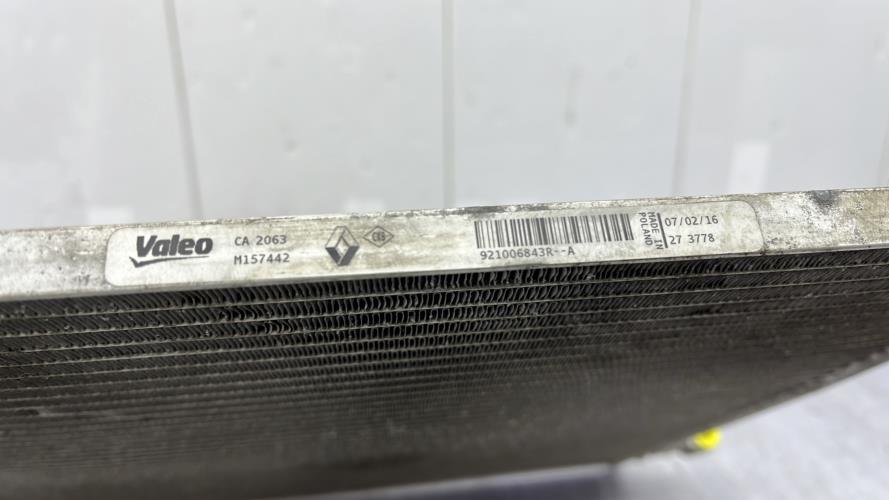 Valeo
CA 2063
M157442
921006843R--A
MADE IN
POLAND
07/02/16
27 3778